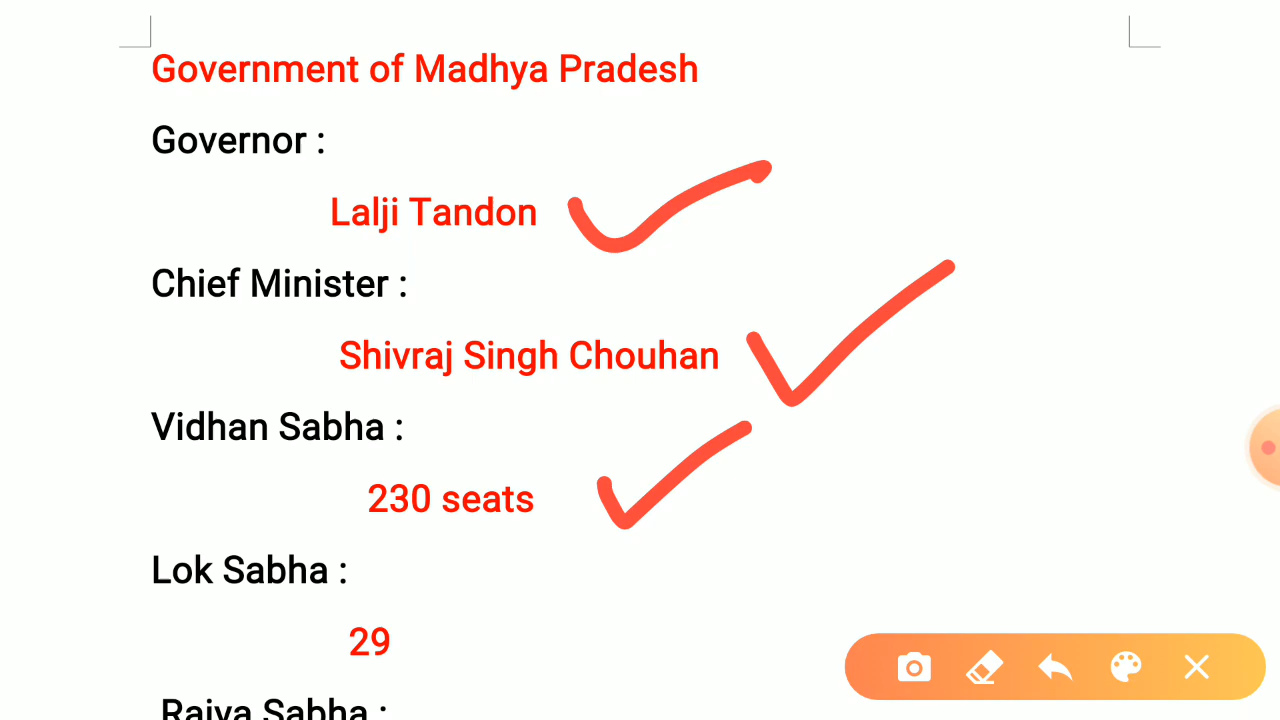 Government of Madhya Pradesh
Governor :
Lalji Tandon
Chief Minister :
Shivraj Singh Chouhan
Vidhan Sabha :
230 seats
Lok Sabha :
29
Rajya Sabha :